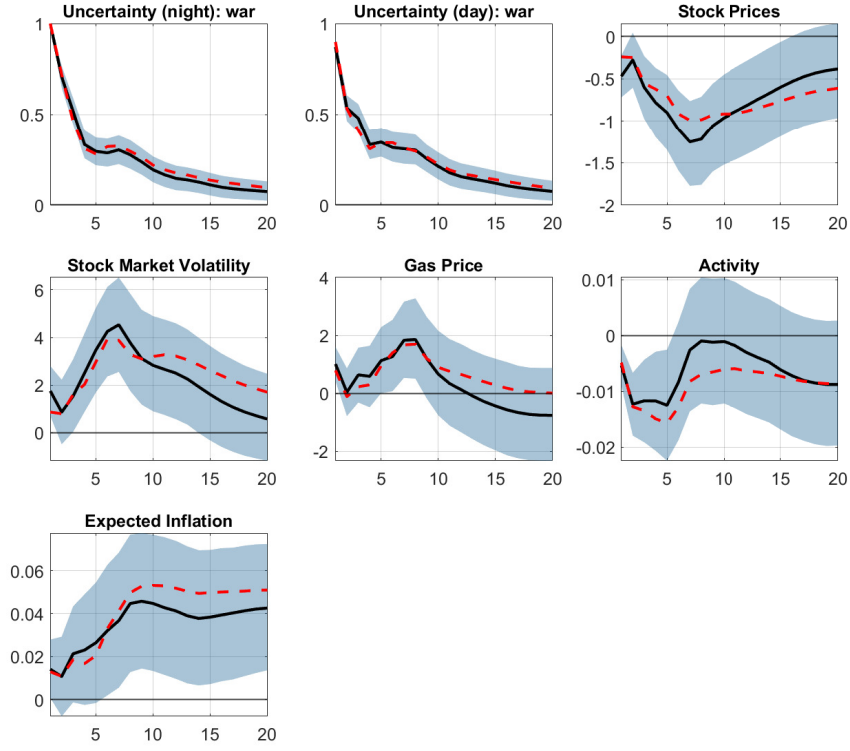 Uncertainty (night): war
1
0.5
0
5 10 15 20
Uncertainty (day): war
1
0.5
0
5 10 15 20
Stock Prices
0
-0.5
-1
-1.5
-2
5 10 15 20
Stock Market Volatility
6
4
2
0
5 10 15 20
Gas Price
4
2
0
-2
5 10 15 20
Activity
0.01
0
-0.01
-0.02
5 10 15 20
Expected Inflation
0.06
0.04
0.02
0
5 10 15 20